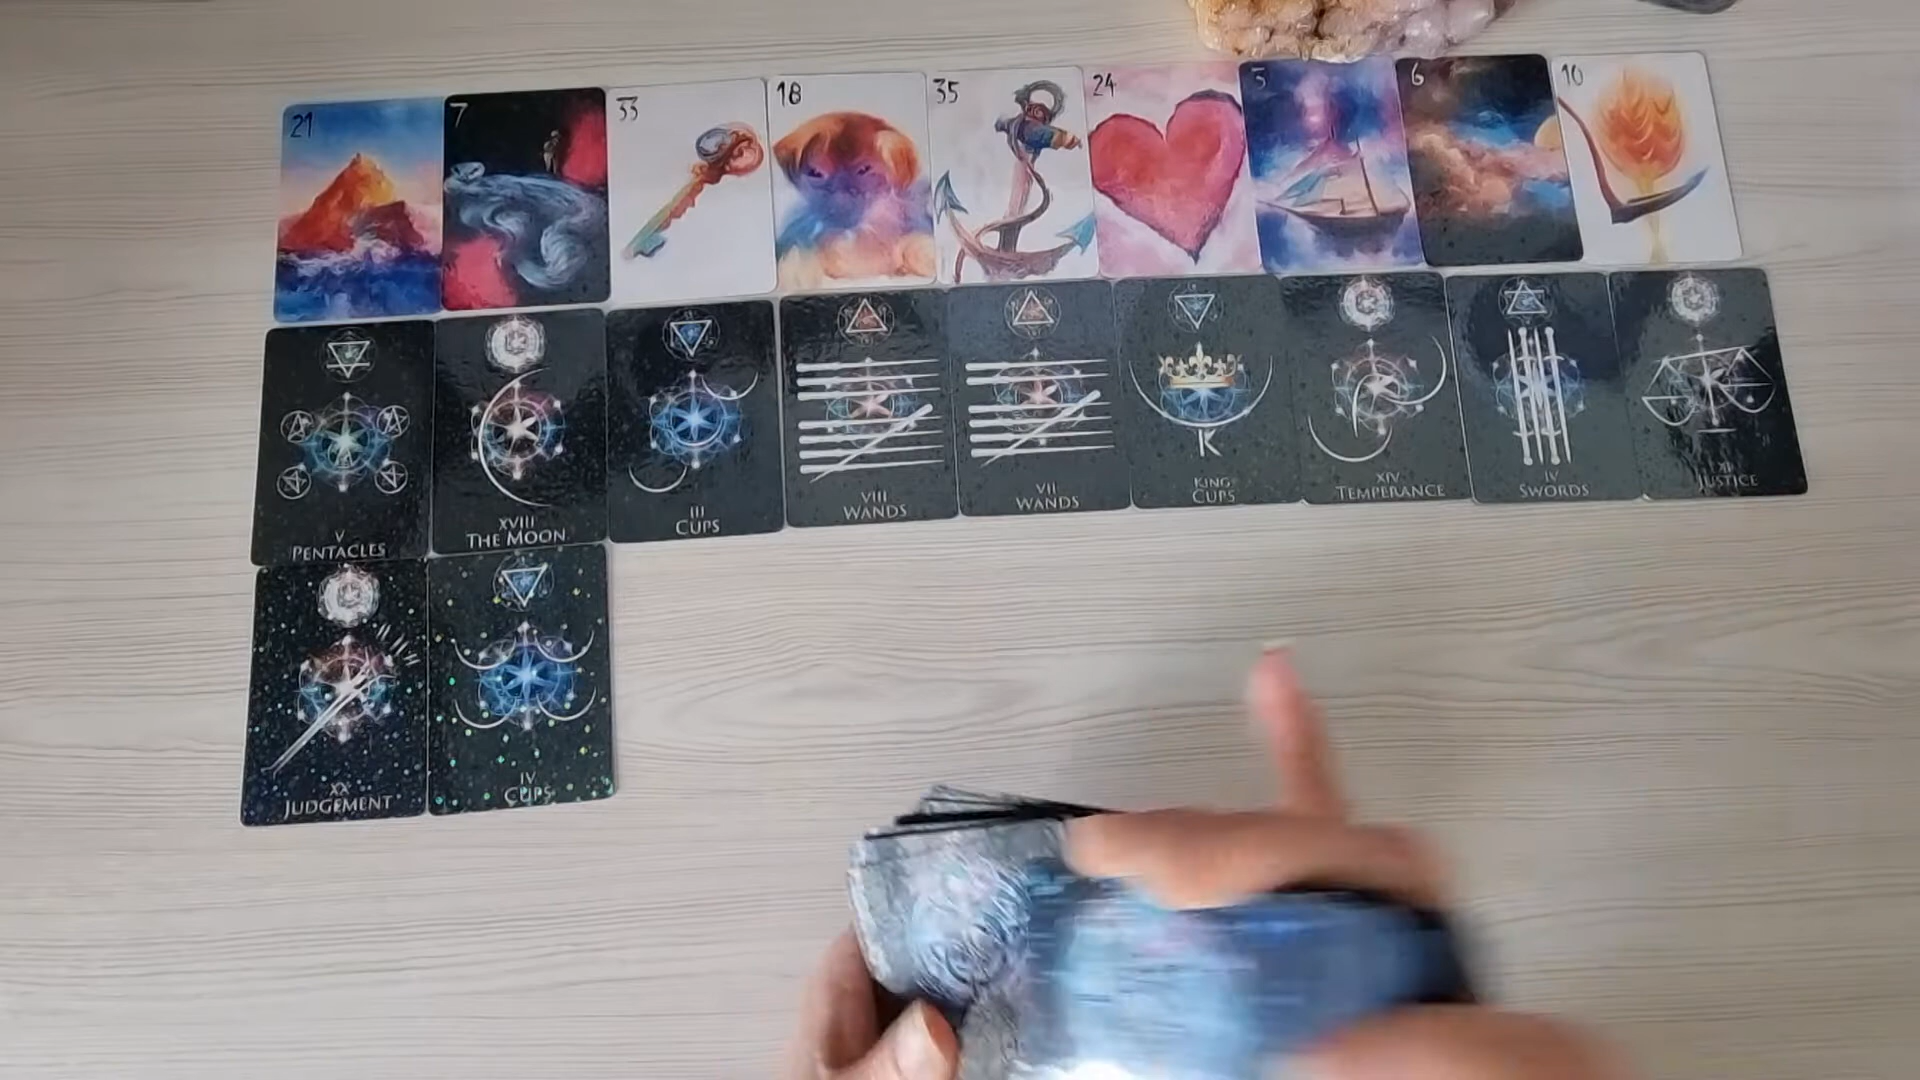 21
7
33
18
35
24
5
6
10
V
PENTACLES
XVIII
THE MOON
III
CUPS
VIII
WANDS
VII
WANDS
K
KING
CUPS
XIV
TEMPERANCE
IV
SWORDS
JUSTICE
XX
JUDGEMENT
IV
CUPS